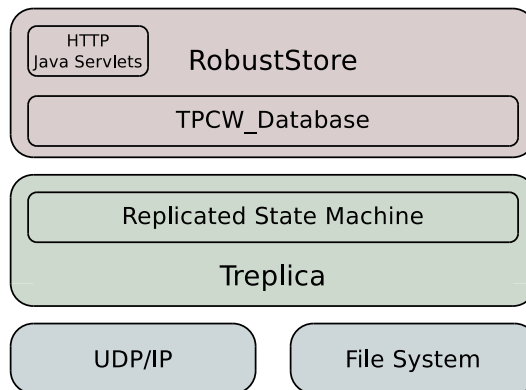 HTTP
Java Servlets
RobustStore
TPCW_Database
Replicated State Machine
Treplica
UDP/IP
File System